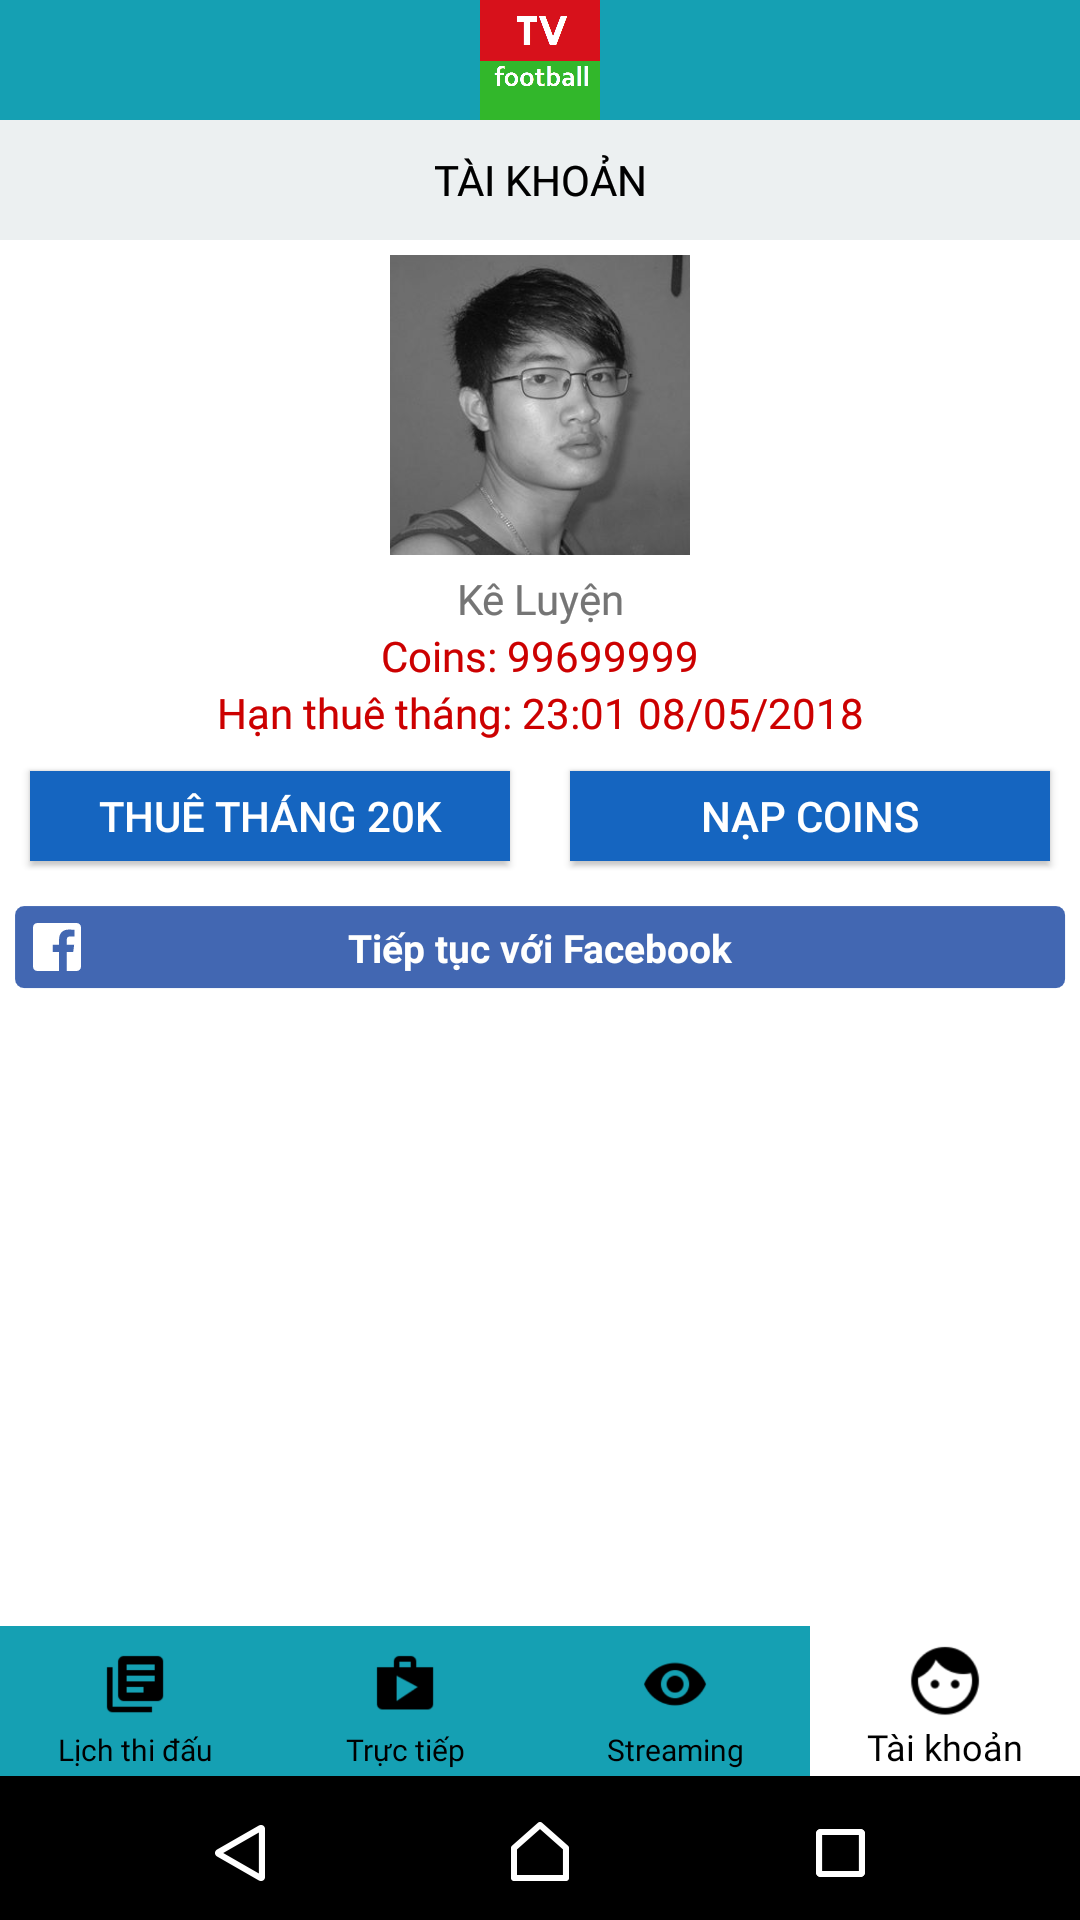 TV
football
TÀI KHOẢN
Kê Luyện
Coins: 99699999
Hạn thuê tháng: 23:01 08/05/2018
THUÊ THÁNG 20K
NẠP COINS
Tiếp tục với Facebook
Lịch thi đấu
Trực tiếp
Streaming
Tài khoản